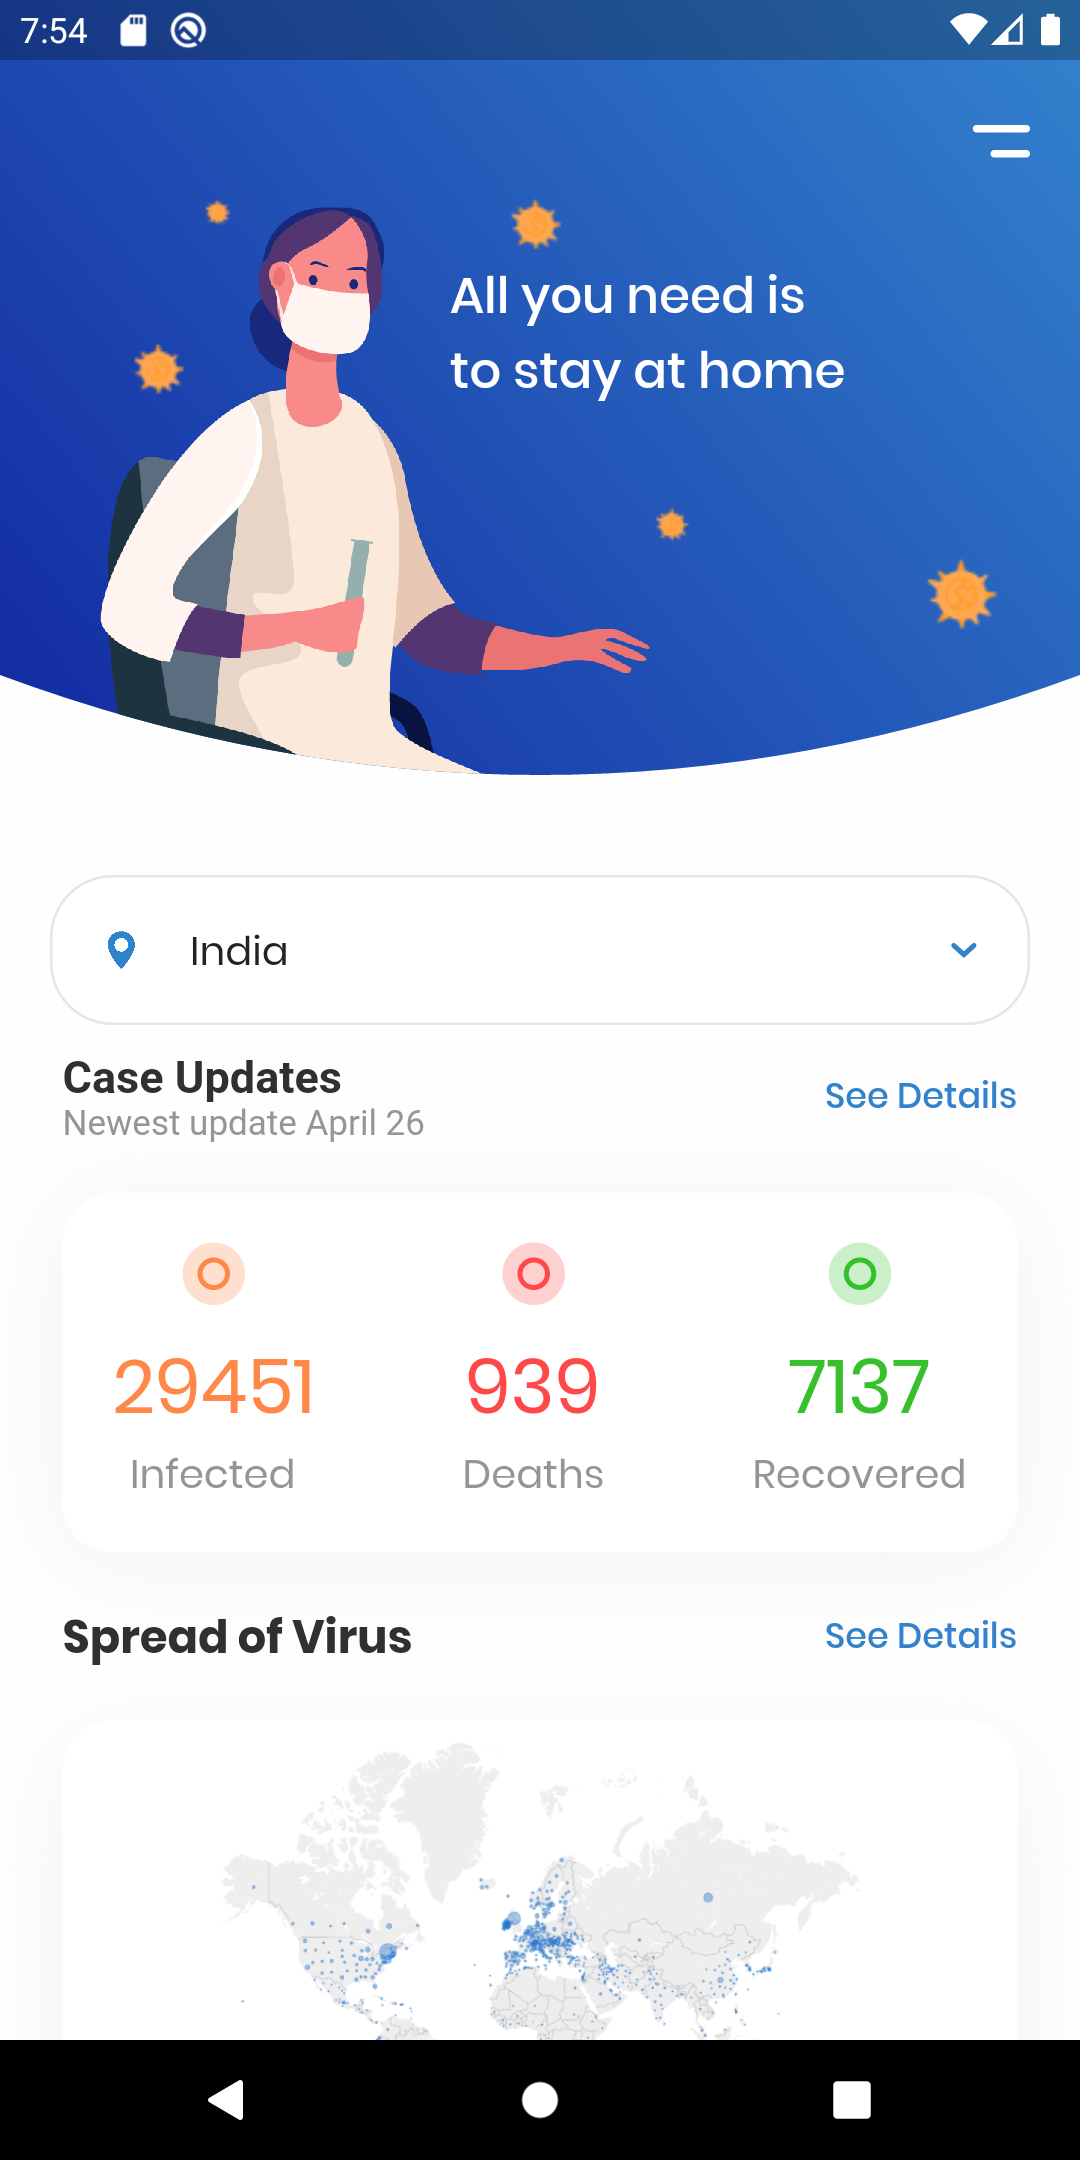 7:54
All you need is
to stay at home
India
Case Updates
Newest update April 26
See Details
29451
939
7137
Infected
Deaths
Recovered
Spread of Virus
See Details